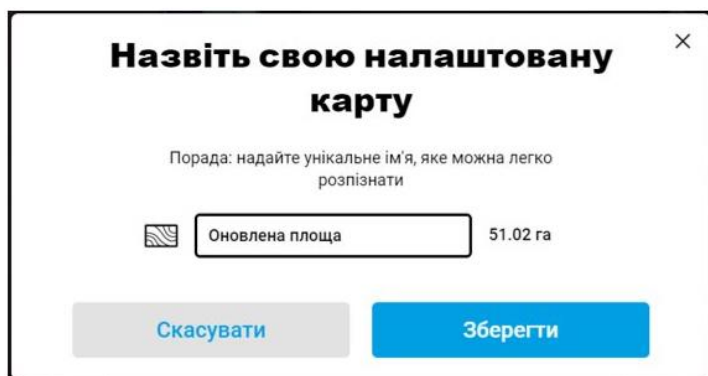 Назвіть свою налаштовану
карту
Порада: надайте унікальне ім'я, яке можна легко
розпізнати
Оновлена площа 51.02 га
Скасувати Зберегти